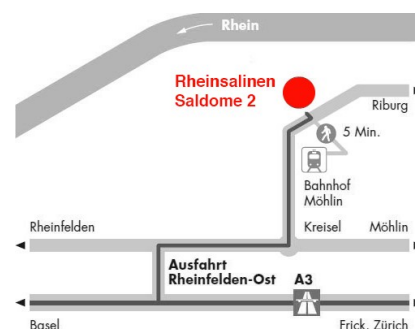 Rhein
Rheinsalinen
Saldome 2
Riburg
5 Min.
Bahnhof
Möhlin
Rheinfelden
Kreisel
Möhlin
Ausfahrt
Rheinfelden-Ost
A3
Basel
Frick, Zürich